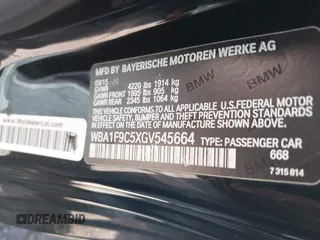 MFD. BY BAYERISCHE MOTOREN WERKE AG
09/15
GVWR 4220 lbs 1914 kg
GAWR FRONT 1995 lbs 905 kg
GAWR REAR 2345 lbs 1064 kg
THIS VEHICLE CONFORMS TO ALL APPLICABLE
FEDERAL MOTOR VEHICLE SAFETY, BUMPER,
AND THEFT PREVENTION STANDARDS IN EFFECT ON
THE DATE OF MANUFACTURE SHOWN ABOVE.
WBA1F9C5XGV545664 TYPE: PASSENGER CAR
668
7 315 814
BMW
BMW
BMW
DREAMBID